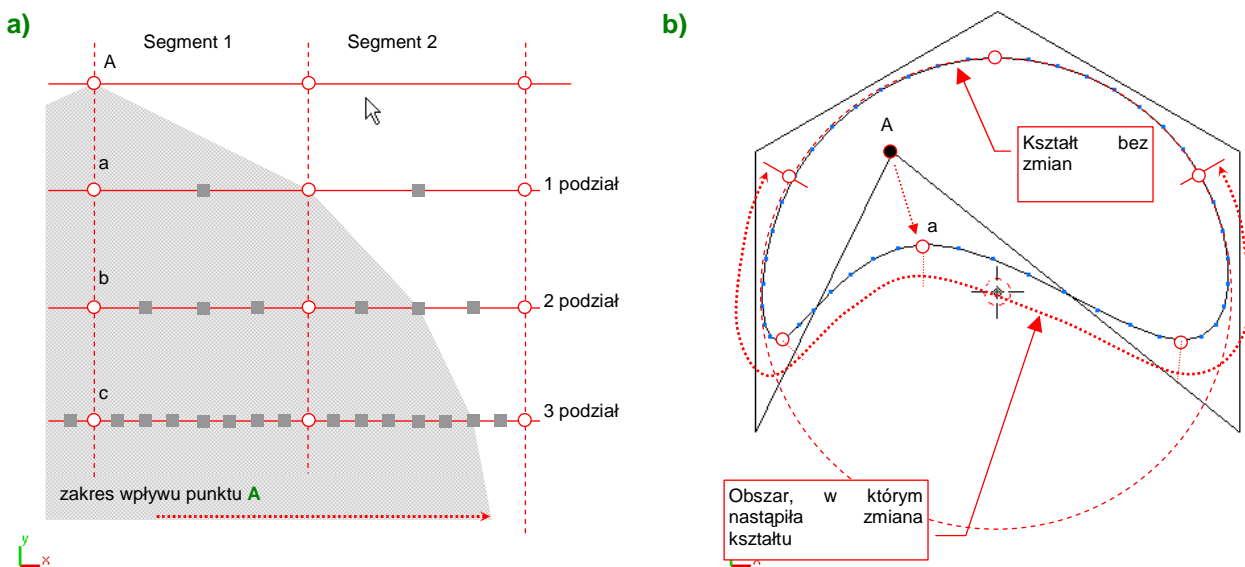 a)
Segment 1
Segment 2
A
a
1 podział
b
2 podział
c
3 podział
zakres wpływu punktu A
y
x
b)
A
Kształt bez
zmian
a
Obszar, w którym
nastąpiła zmiana
kształtu